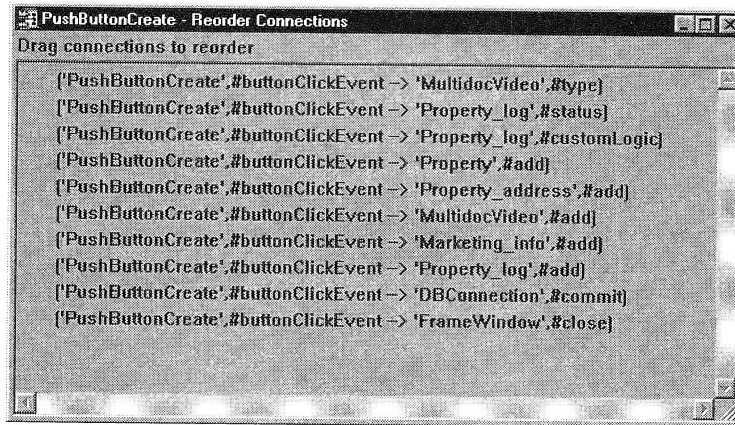 PushButtonCreate - Reorder Connections
Drag connections to reorder
('PushButtonCreate',#buttonClickEvent --> 'MultidocVideo',#type)
('PushButtonCreate',#buttonClickEvent --> 'Property_log',#status)
('PushButtonCreate',#buttonClickEvent --> 'Property_log',#customLogic)
('PushButtonCreate',#buttonClickEvent --> 'Property',#add)
('PushButtonCreate',#buttonClickEvent --> 'Property_address',#add)
('PushButtonCreate',#buttonClickEvent --> 'MultidocVideo',#add)
('PushButtonCreate',#buttonClickEvent --> 'Marketing_info',#add)
('PushButtonCreate',#buttonClickEvent --> 'Property_log',#add)
('PushButtonCreate',#buttonClickEvent --> 'DBConnection',#commit)
('PushButtonCreate',#buttonClickEvent --> 'FrameWindow',#close)